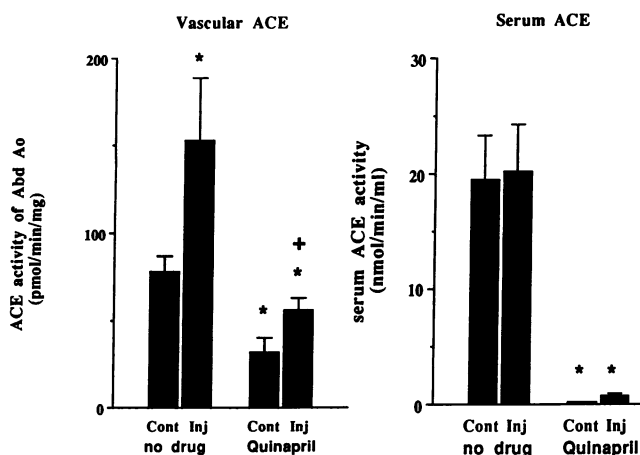 Vascular ACE
ACE activity of Abd Ao
(pmol/min/mg)
200
100
0
*
*
+
*
Cont Inj Cont Inj
no drug Quinapril
Serum ACE
serum ACE activity
(nmol/min/ml)
30
20
10
0
* *
Cont Inj Cont Inj
no drug Quinapril